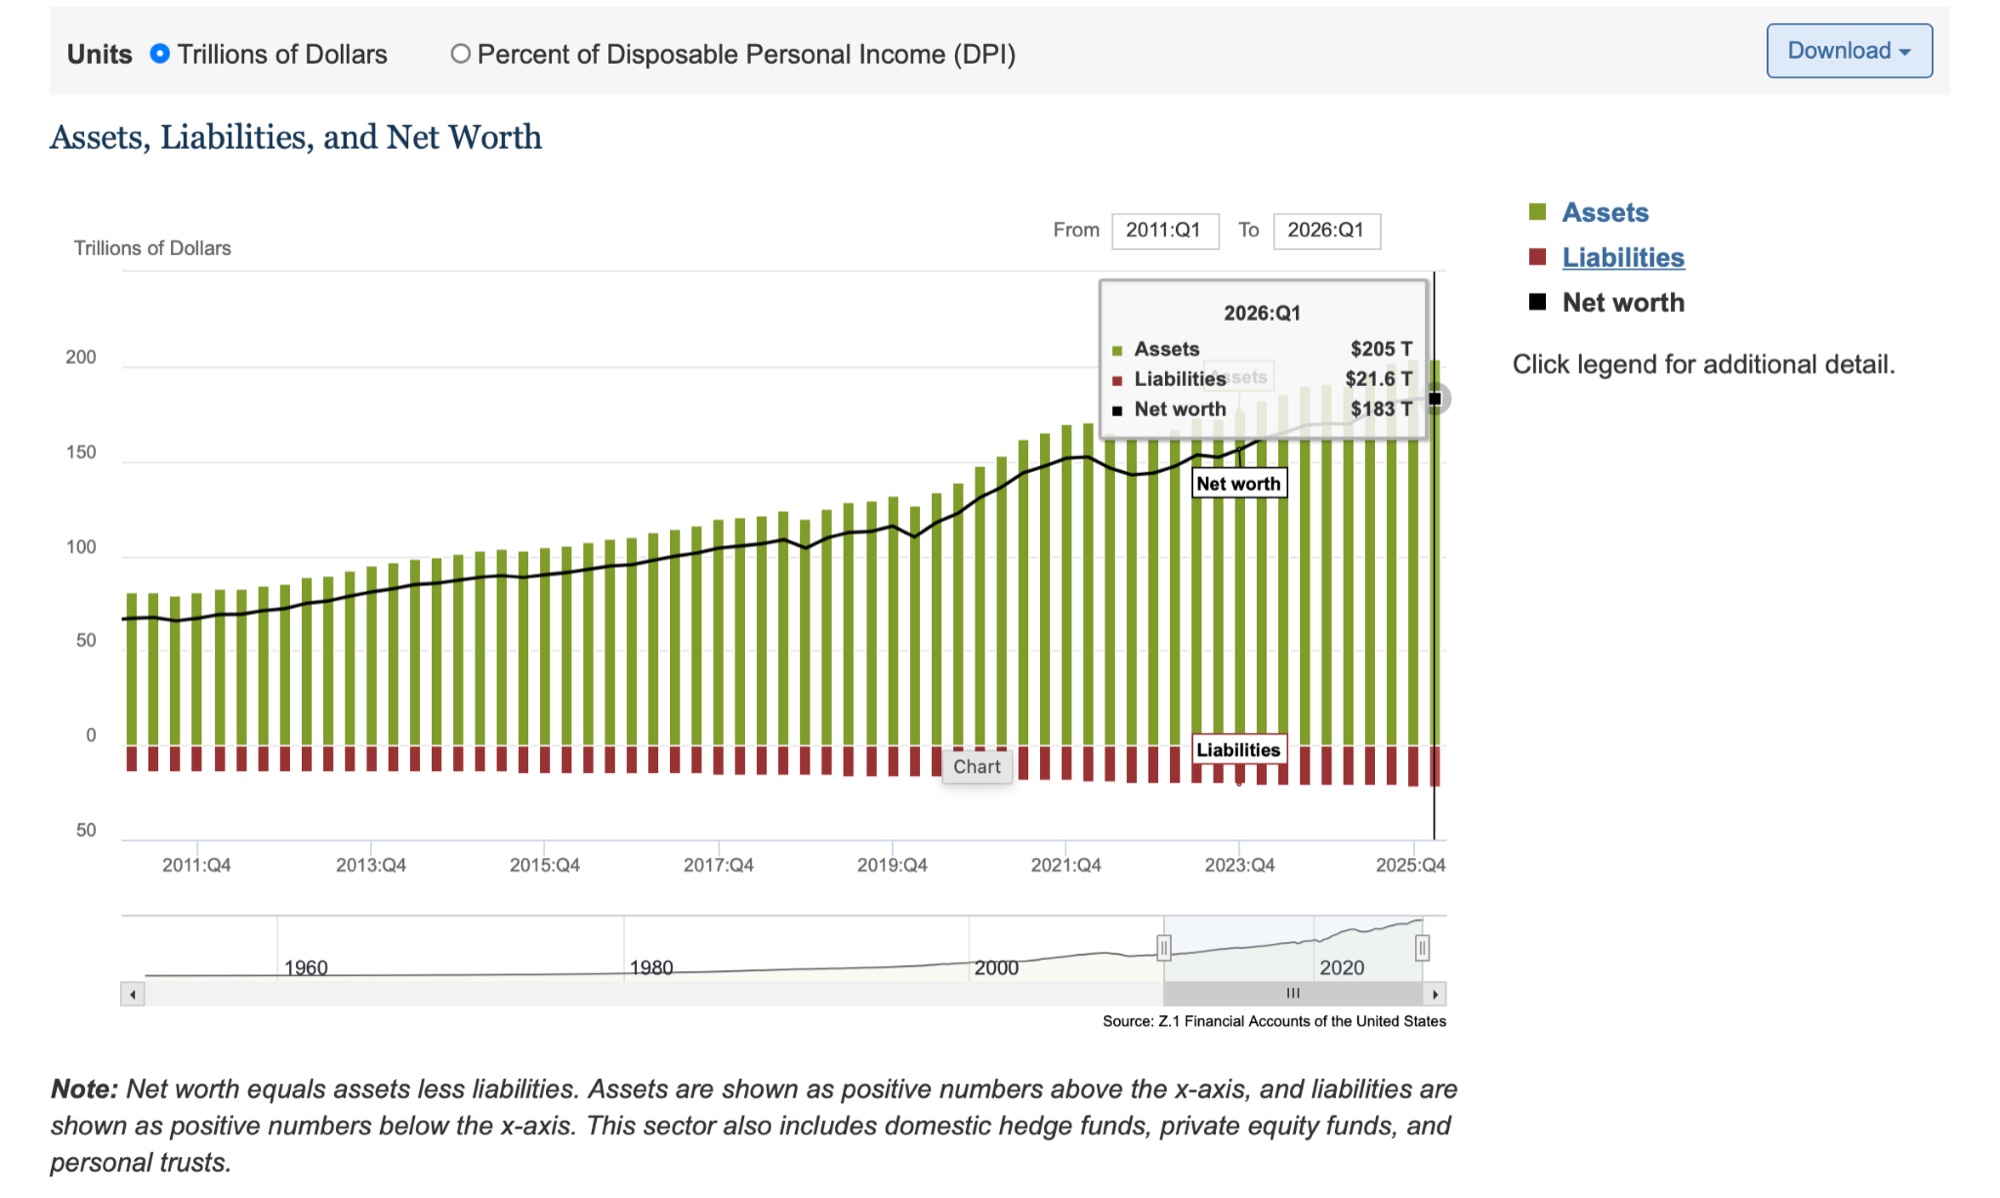 Units Trillions of Dollars Percent of Disposable Personal Income (DPI) Download
Assets, Liabilities, and Net Worth
Trillions of Dollars
From 2011:Q1 To 2026:Q1
Assets
Liabilities
Net worth
Click legend for additional detail.
2026:Q1
Assets $205 T
Liabilities $21.6 T
Net worth $183 T
Assets
Net worth
Liabilities
Chart
200
150
100
50
0
50
2011:Q4 2013:Q4 2015:Q4 2017:Q4 2019:Q4 2021:Q4 2023:Q4 2025:Q4
1960 1980 2000 2020
Source: Z.1 Financial Accounts of the United States
Note: Net worth equals assets less liabilities. Assets are shown as positive numbers above the x-axis, and liabilities are
shown as positive numbers below the x-axis. This sector also includes domestic hedge funds, private equity funds, and
personal trusts.